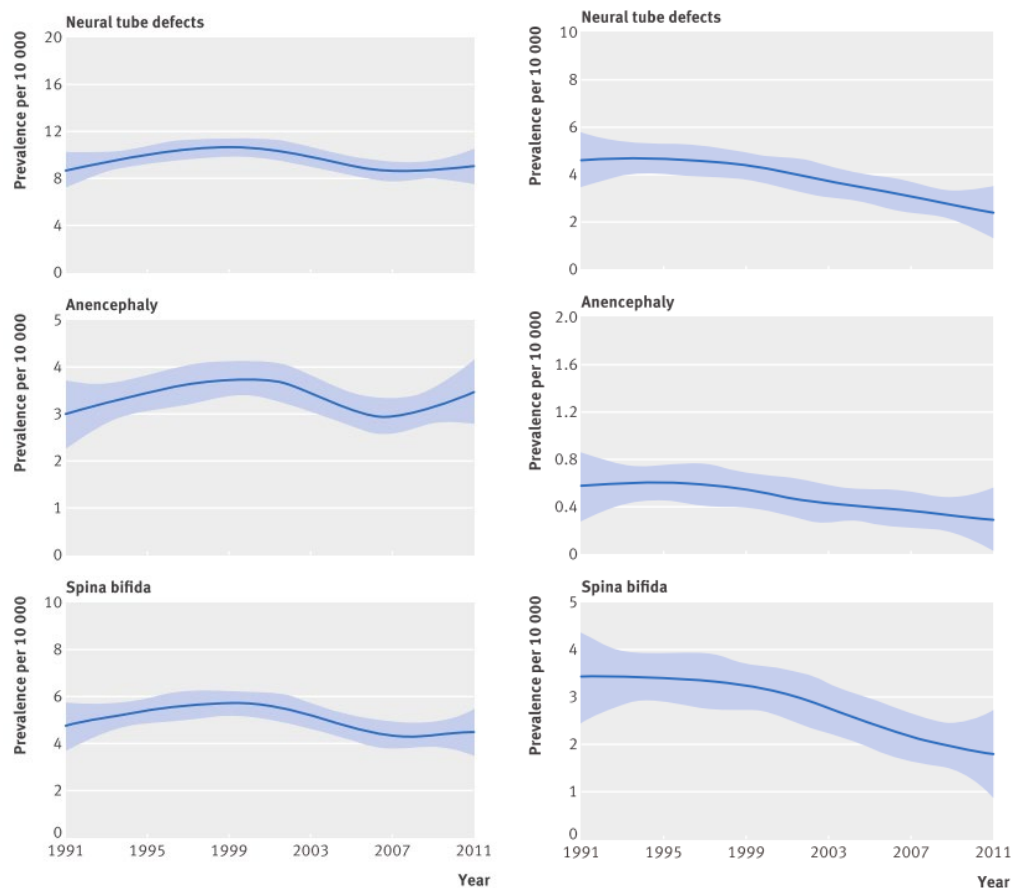 Neural tube defects
Prevalence per 10 000
20
16
12
8
4
0
Neural tube defects
Prevalence per 10 000
10
8
6
4
2
0
Anencephaly
Prevalence per 10 000
5
4
3
2
1
0
Anencephaly
Prevalence per 10 000
2.0
1.6
1.2
0.8
0.4
0
Spina bifida
Prevalence per 10 000
10
8
6
4
2
0
1991 1995 1999 2003 2007 2011
Year
Spina bifida
Prevalence per 10 000
5
4
3
2
1
0
1991 1995 1999 2003 2007 2011
Year